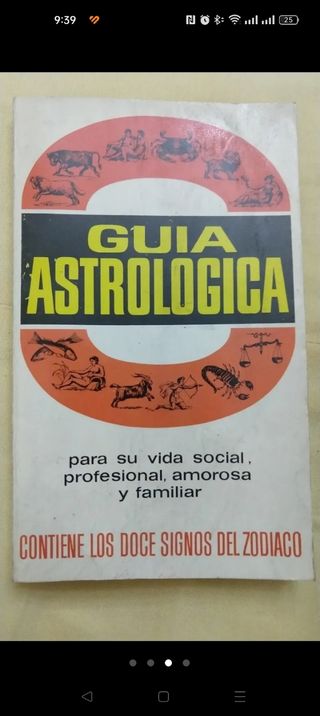 9:39
25
GUIA
ASTROLOGICA
para su vida social,
profesional, amorosa
y familiar
CONTIENE LOS DOCE SIGNOS DEL ZODIACO